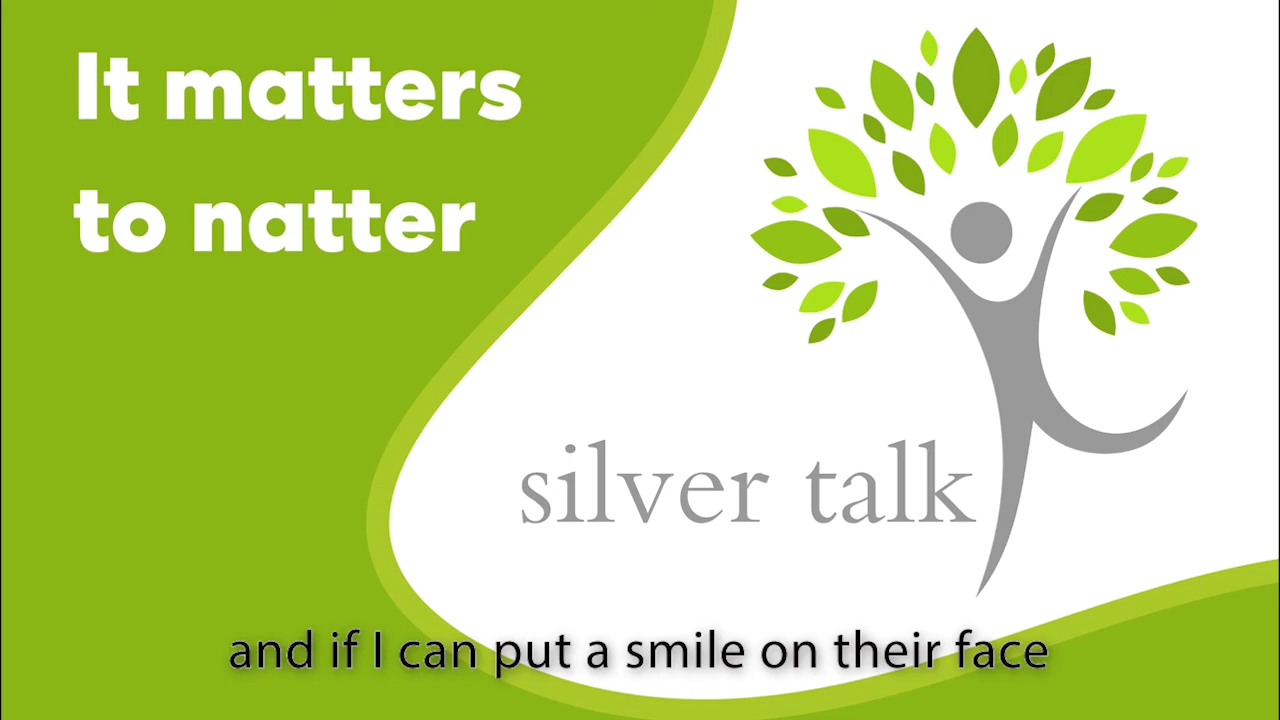 It matters
to natter
silver talk
and if I can put a smile on their face